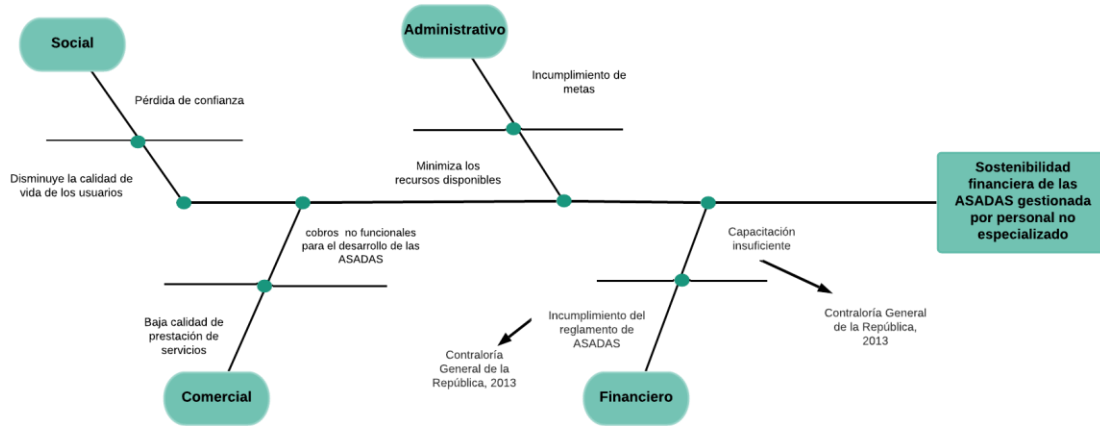 Social
Administrativo
Pérdida de confianza
Incumplimiento de
metas
Disminuye la calidad de
vida de los usuarios
Minimiza los
recursos disponibles
Sostenibilidad
financiera de las
ASADAS gestionada
por personal no
especializado
cobros no funcionales
para el desarrollo de las
ASADAS
Capacitación
insuficiente
Baja calidad de
prestación de
servicios
Incumplimiento del
reglamento de
ASADAS
Contraloría General
de la República,
2013
Contraloría
General de la
República, 2013
Comercial
Financiero